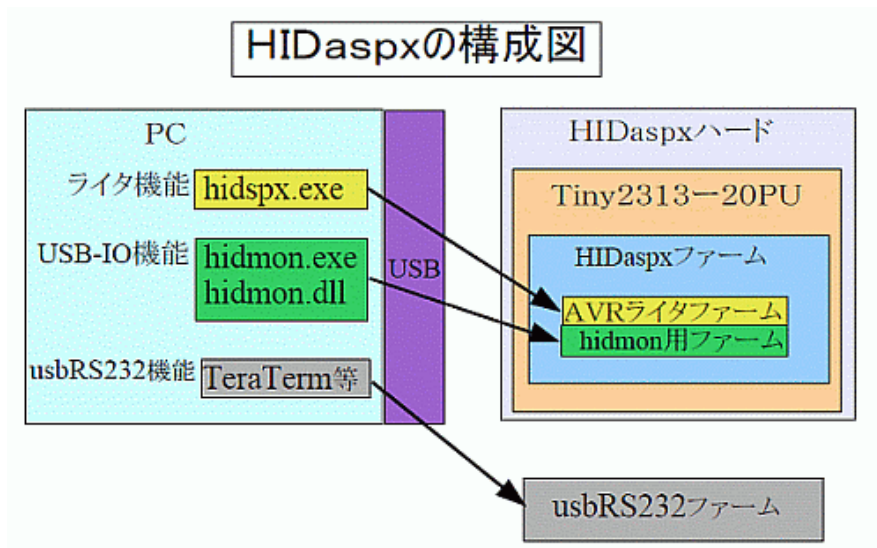 HIDaspxの構成図
PC
ライタ機能
hidspx.exe
USB-IO機能
hidmon.exe
hidmon.dll
usbRS232機能
TeraTerm等
USB
HIDaspxハード
Tiny2313ー20PU
HIDaspxファーム
AVRライタファーム
hidmon用ファーム
usbRS232ファーム